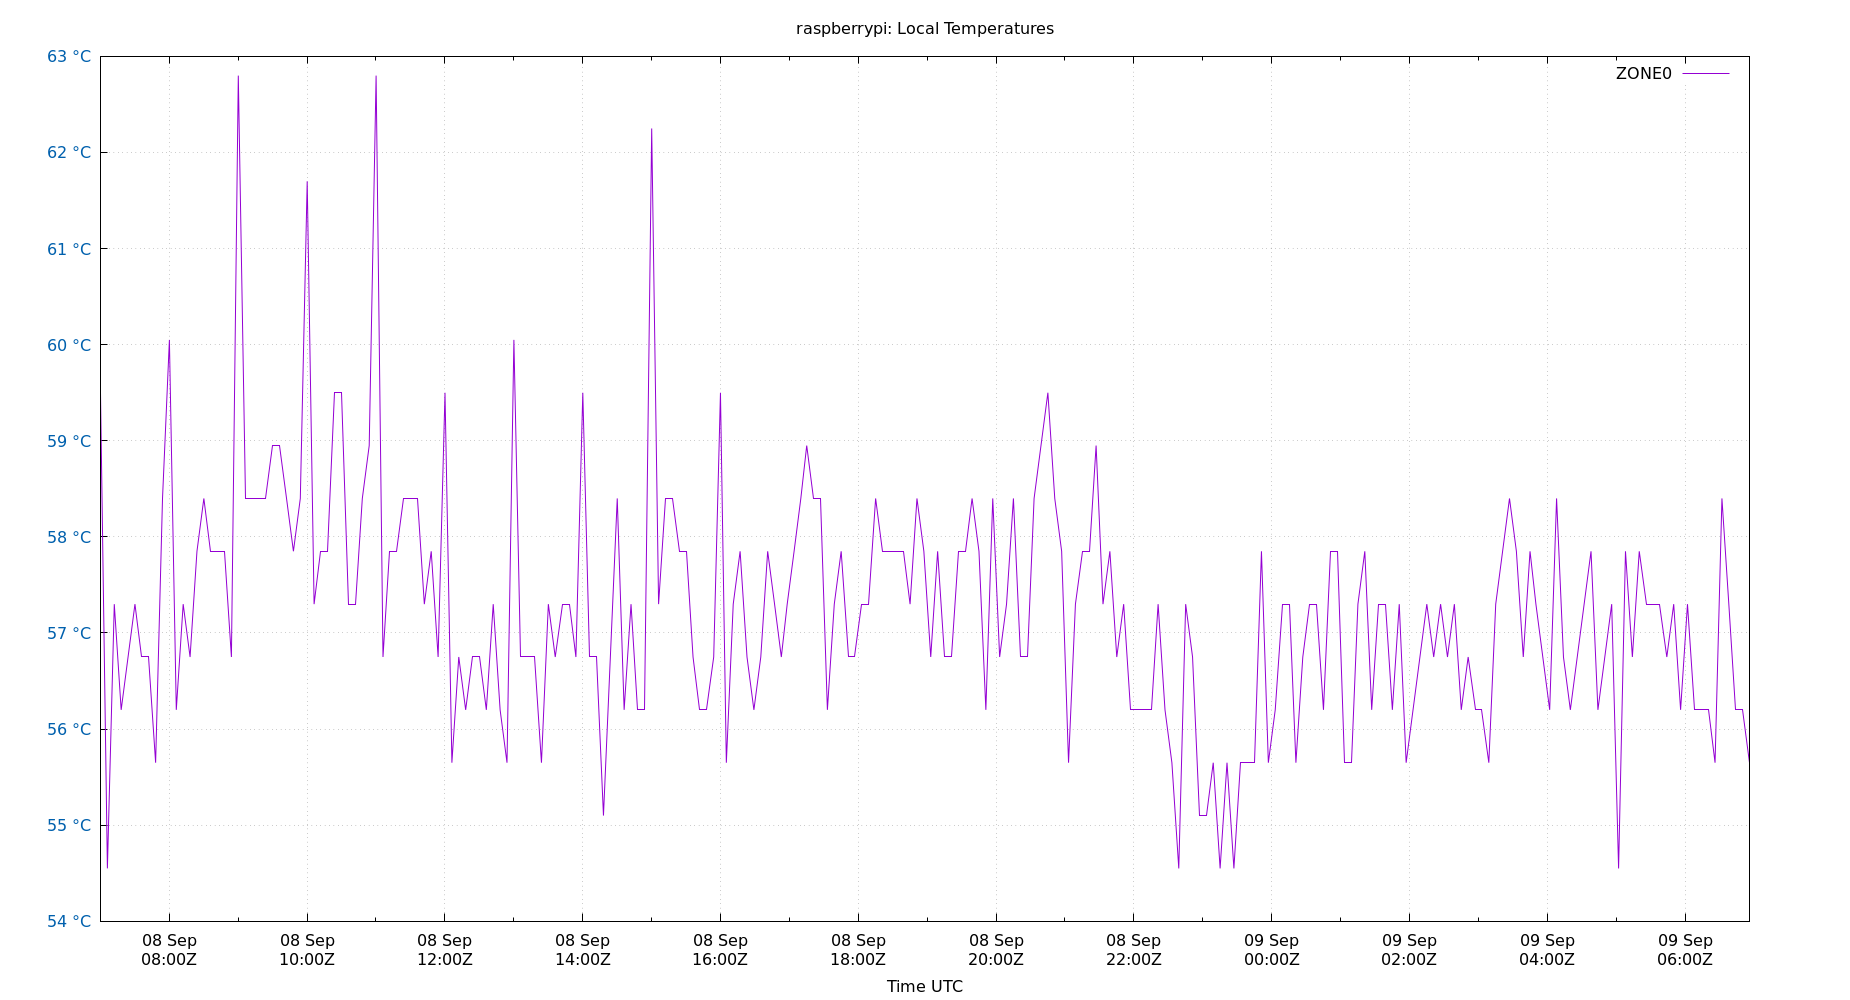 raspberrypi: Local Temperatures
63 °C
ZONE0
62 °C
61 °C
60 °C
59 °C
58 °C
57 °C
56 °C
55 °C
54 °C
08 Sep 08 Sep 08 Sep 08 Sep 08 Sep 08 Sep 08 Sep 08 Sep 09 Sep 09 Sep 09 Sep 09 Sep
08:00Z 10:00Z 12:00Z 14:00Z 16:00Z 18:00Z 20:00Z 22:00Z 00:00Z 02:00Z 04:00Z 06:00Z
Time UTC